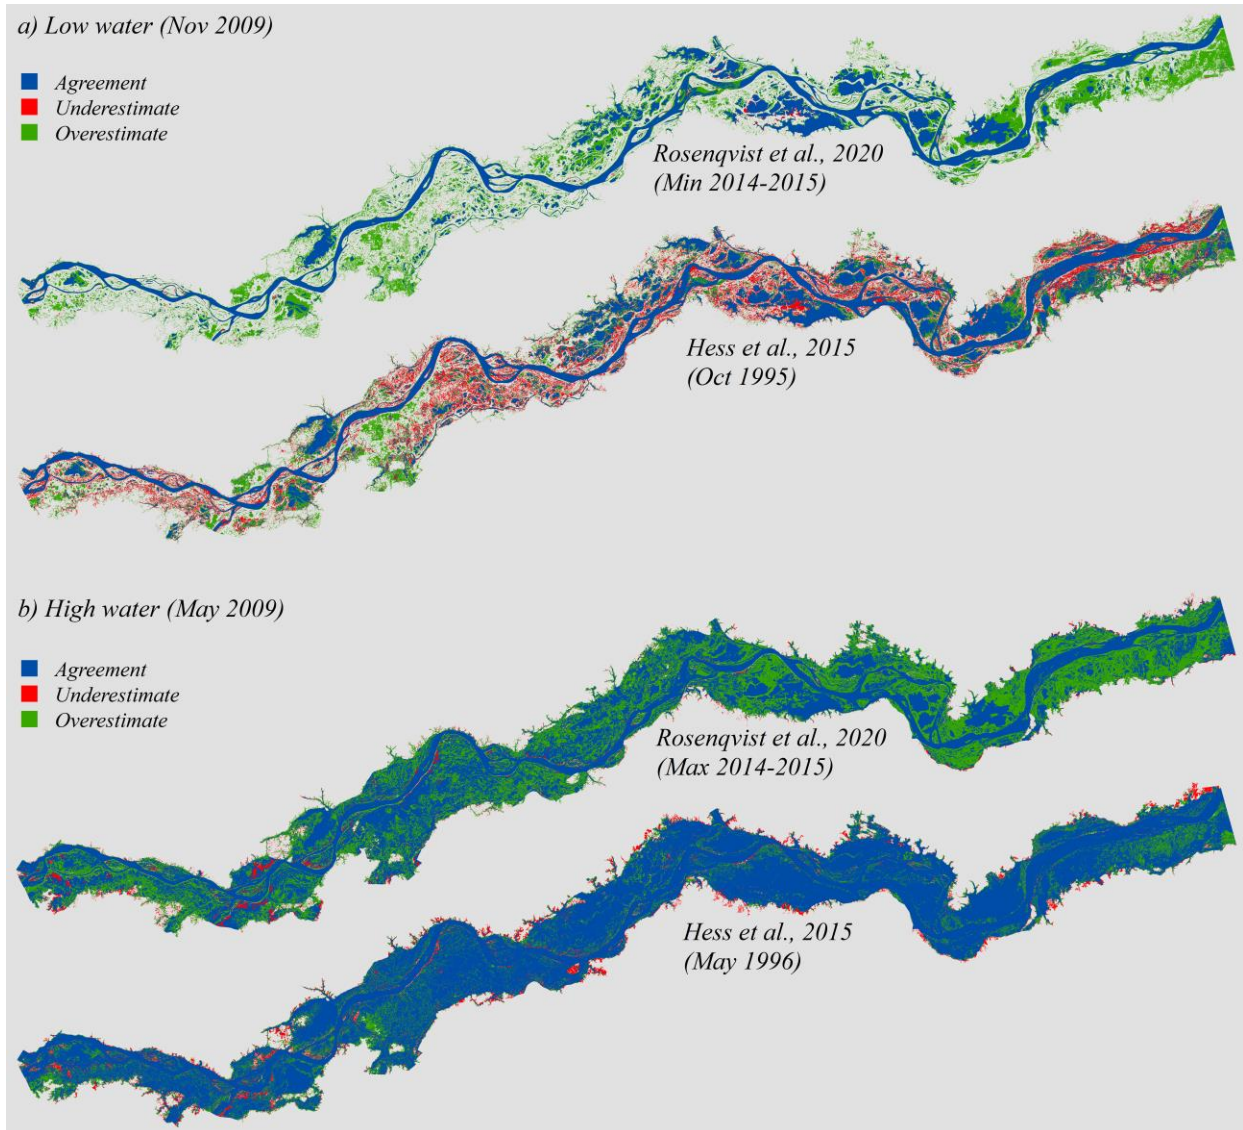 a) Low water (Nov 2009)
Agreement
Underestimate
Overestimate
Rosenqvist et al., 2020
(Min 2014-2015)
Hess et al., 2015
(Oct 1995)
b) High water (May 2009)
Agreement
Underestimate
Overestimate
Rosenqvist et al., 2020
(Max 2014-2015)
Hess et al., 2015
(May 1996)